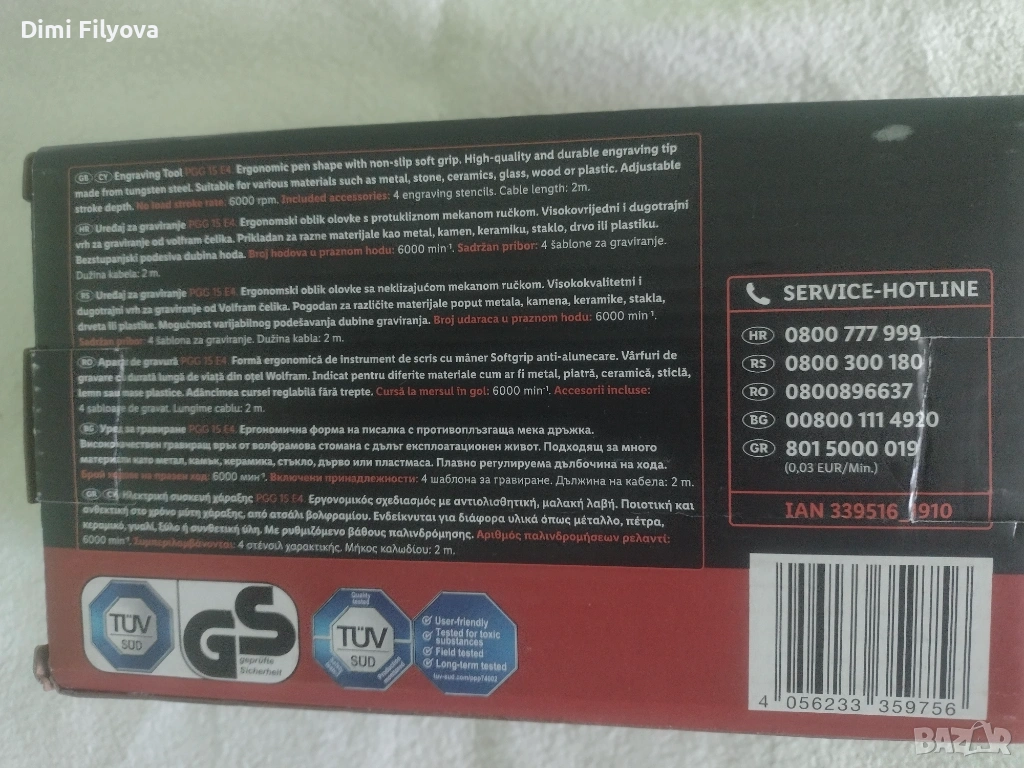 Dimi Filyova
GB CY Engraving Tool PGG 15 E4. Ergonomic pen shape with non-slip soft grip. High-quality and durable engraving tip
made from tungsten steel. Suitable for various materials such as metal, stone, ceramics, glass, wood or plastic. Adjustable
stroke depth. No load stroke rate: 6000 rpm. Included accessories: 4 engraving stencils. Cable length: 2m.
HR Uređaj za graviranje PGG 15 E4. Ergonomski oblik olovke s protukliznom mekanom ručkom. Visokovrijedni i dugotrajni
vrh za graviranje od volfram čelika. Prikladan za razne materijale kao metal, kamen, keramiku, staklo, drvo ili plastiku.
Bezstupanjski podesiva dubina hoda. Broj hodova u praznom hodu: 6000 min⁻¹. Sadržan pribor: 4 šablone za graviranje.
Dužina kabela: 2 m.
RS Uređaj za graviranje PGG 15 E4. Ergonomski oblik olovke sa neklizajućom mekanom ručkom. Visokokvalitetni i
dugotrajni vrh za graviranje od Volfram čelika. Pogodan za različite materijale poput metala, kamena, keramike, stakla,
drveta ili plastike. Mogućnost varijabilnog podešavanja dubine graviranja. Broj udaraca u praznom hodu: 6000 min⁻¹.
Sadržan pribor: 4 šablona za graviranje. Dužina kabla: 2 m.
RO Aparat de gravură PGG 15 E4. Formă ergonomică de instrument de scris cu mâner Softgrip anti-alunecare. Vârfuri de
gravare cu durată lungă de viață din oțel Wolfram. Indicat pentru diferite materiale cum ar fi metal, piatră, ceramică, sticlă,
lemn sau mase plastice. Adâncimea cursei reglabilă fără trepte. Cursă la mersul în gol: 6000 min⁻¹. Accesorii incluse:
4 șabloane de gravat. Lungime cablu: 2 m.
BG Уред за гравиране PGG 15 E4. Ергономична форма на писалка с противоплъзгаща мека дръжка.
Висококачествен гравиращ връх от волфрамова стомана с дълъг експлоатационен живот. Подходящ за много
материали като метал, камък, керамика, стъкло, дърво или пластмаса. Плавно регулируема дълбочина на хода.
Брой ходове на празен ход: 6000 мин⁻¹. Включени принадлежности: 4 шаблона за гравиране. Дължина на кабела: 2 m.
GR CY Ηλεκτρική συσκευή χάραξης PGG 15 E4. Εργονομικός σχεδιασμός με αντιολισθητική, μαλακή λαβή. Ποιοτική και
ανθεκτική στο χρόνο μύτη χάραξης, από ατσάλι βολφραμίου. Ενδείκνυται για διάφορα υλικά όπως μέταλλο, πέτρα,
κεραμικό, γυαλί, ξύλο ή συνθετική ύλη. Με ρυθμιζόμενο βάθους παλινδρόμησης. Αριθμός παλινδρομήσεων ρελαντί:
6000 min⁻¹. Συμπεριλαμβάνονται: 4 στένσιλ χαρακτικής. Μήκος καλωδίου: 2 m.
SERVICE-HOTLINE
HR 0800 777 999
RS 0800 300 180
RO 0800896637
BG 00800 111 4920
GR 801 5000 019
(0,03 EUR/Min.)
IAN 339516_1910
TÜV
SÜD
GS
geprüfte
Sicherheit
Quality
tested
TÜV
SÜD
Safety
Production
monitored
User-friendly
Tested for toxic
substances
Field tested
Long-term tested
tuv-sud.com/ppp74002
4 056233 359756
BAZAR